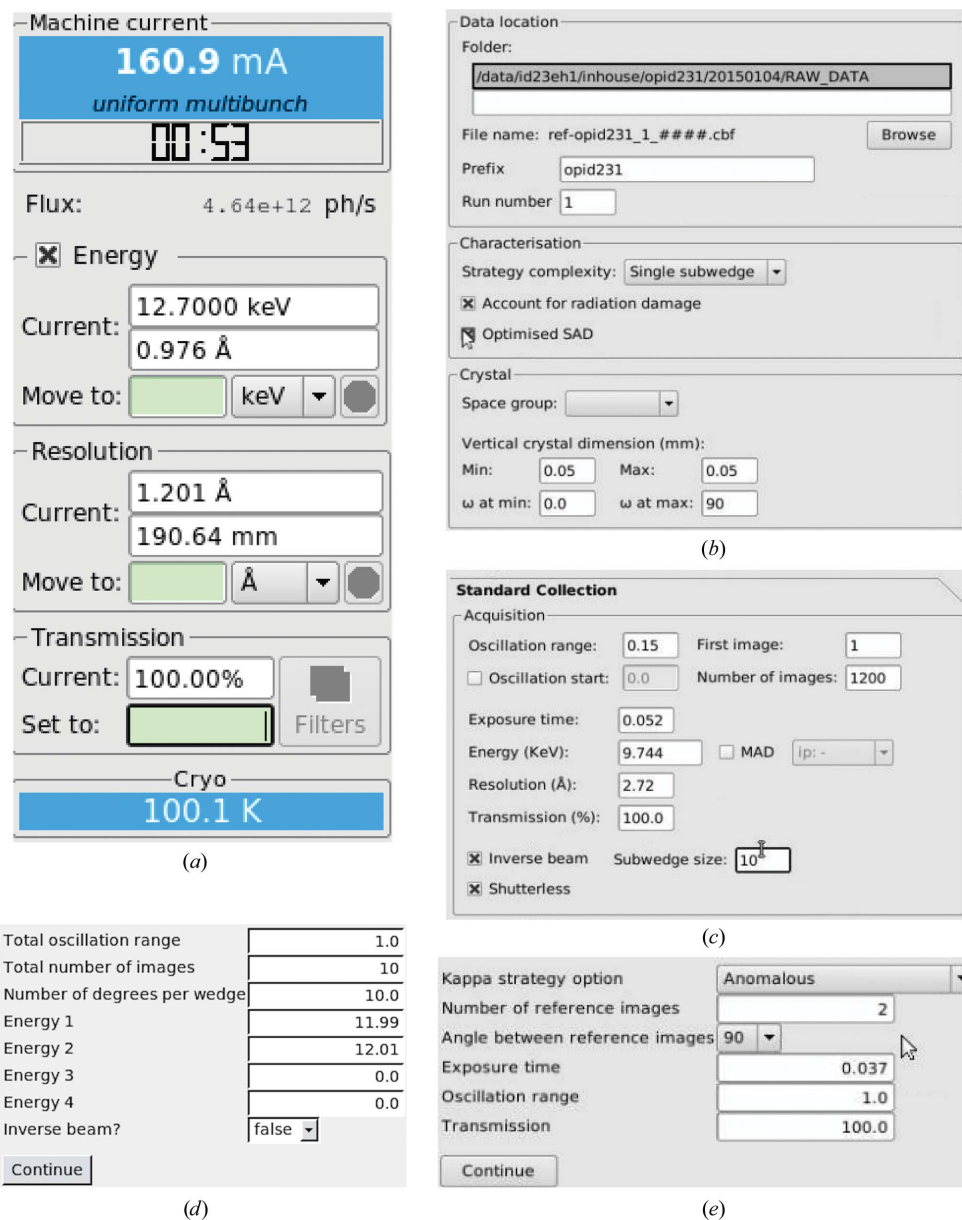 Machine current
160.9 mA
uniform multibunch
00:53
Flux: 4.64e+12 ph/s
Energy
Current: 12.7000 keV
0.976 Å
Move to: keV
Resolution
Current: 1.201 Å
190.64 mm
Move to: Å
Transmission
Current: 100.00%
Set to: Filters
Cryo
100.1 K
(a)
Data location
Folder:
/data/id23eh1/inhouse/opid231/20150104/RAW_DATA
File name: ref-opid231_1_####.cbf Browse
Prefix opid231
Run number 1
Characterisation
Strategy complexity: Single subwedge
Account for radiation damage
Optimised SAD
Crystal
Space group:
Vertical crystal dimension (mm):
Min: 0.05 Max: 0.05
ω at min: 0.0 ω at max: 90
(b)
Standard Collection
Acquisition
Oscillation range: 0.15 First image: 1
Oscillation start: 0.0 Number of images: 1200
Exposure time: 0.052
Energy (KeV): 9.744 MAD ip: -
Resolution (Å): 2.72
Transmission (%): 100.0
Inverse beam Subwedge size: 10
Shutterless
(c)
Total oscillation range 1.0
Total number of images 10
Number of degrees per wedge 10.0
Energy 1 11.99
Energy 2 12.01
Energy 3 0.0
Energy 4 0.0
Inverse beam? false
Continue
(d)
Kappa strategy option Anomalous
Number of reference images 2
Angle between reference images 90
Exposure time 0.037
Oscillation range 1.0
Transmission 100.0
Continue
(e)